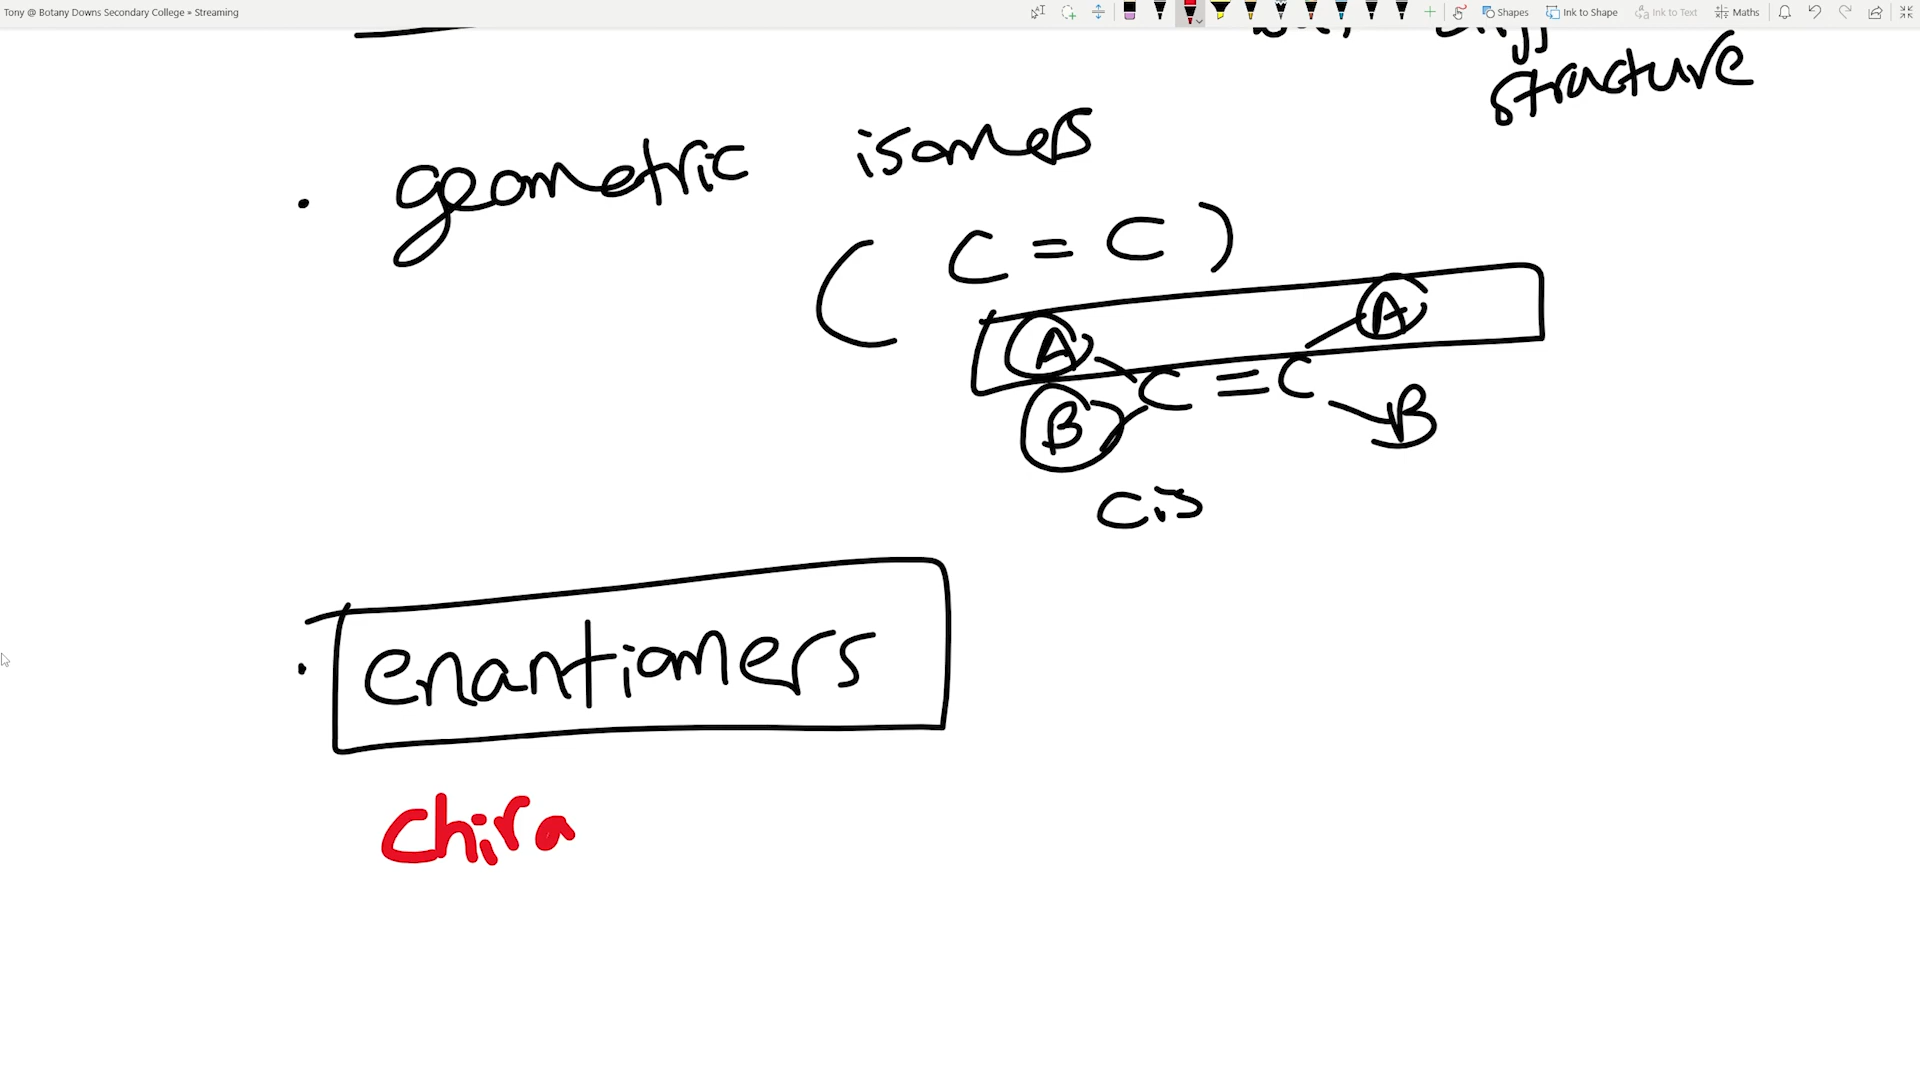 Tony @ Botany Downs Secondary College » Streaming
Shapes Ink to Shape Ink to Text Maths
structure
• geometric isomers
( C = C )
A A
C = C
B B
cis
• enantiomers
Chira